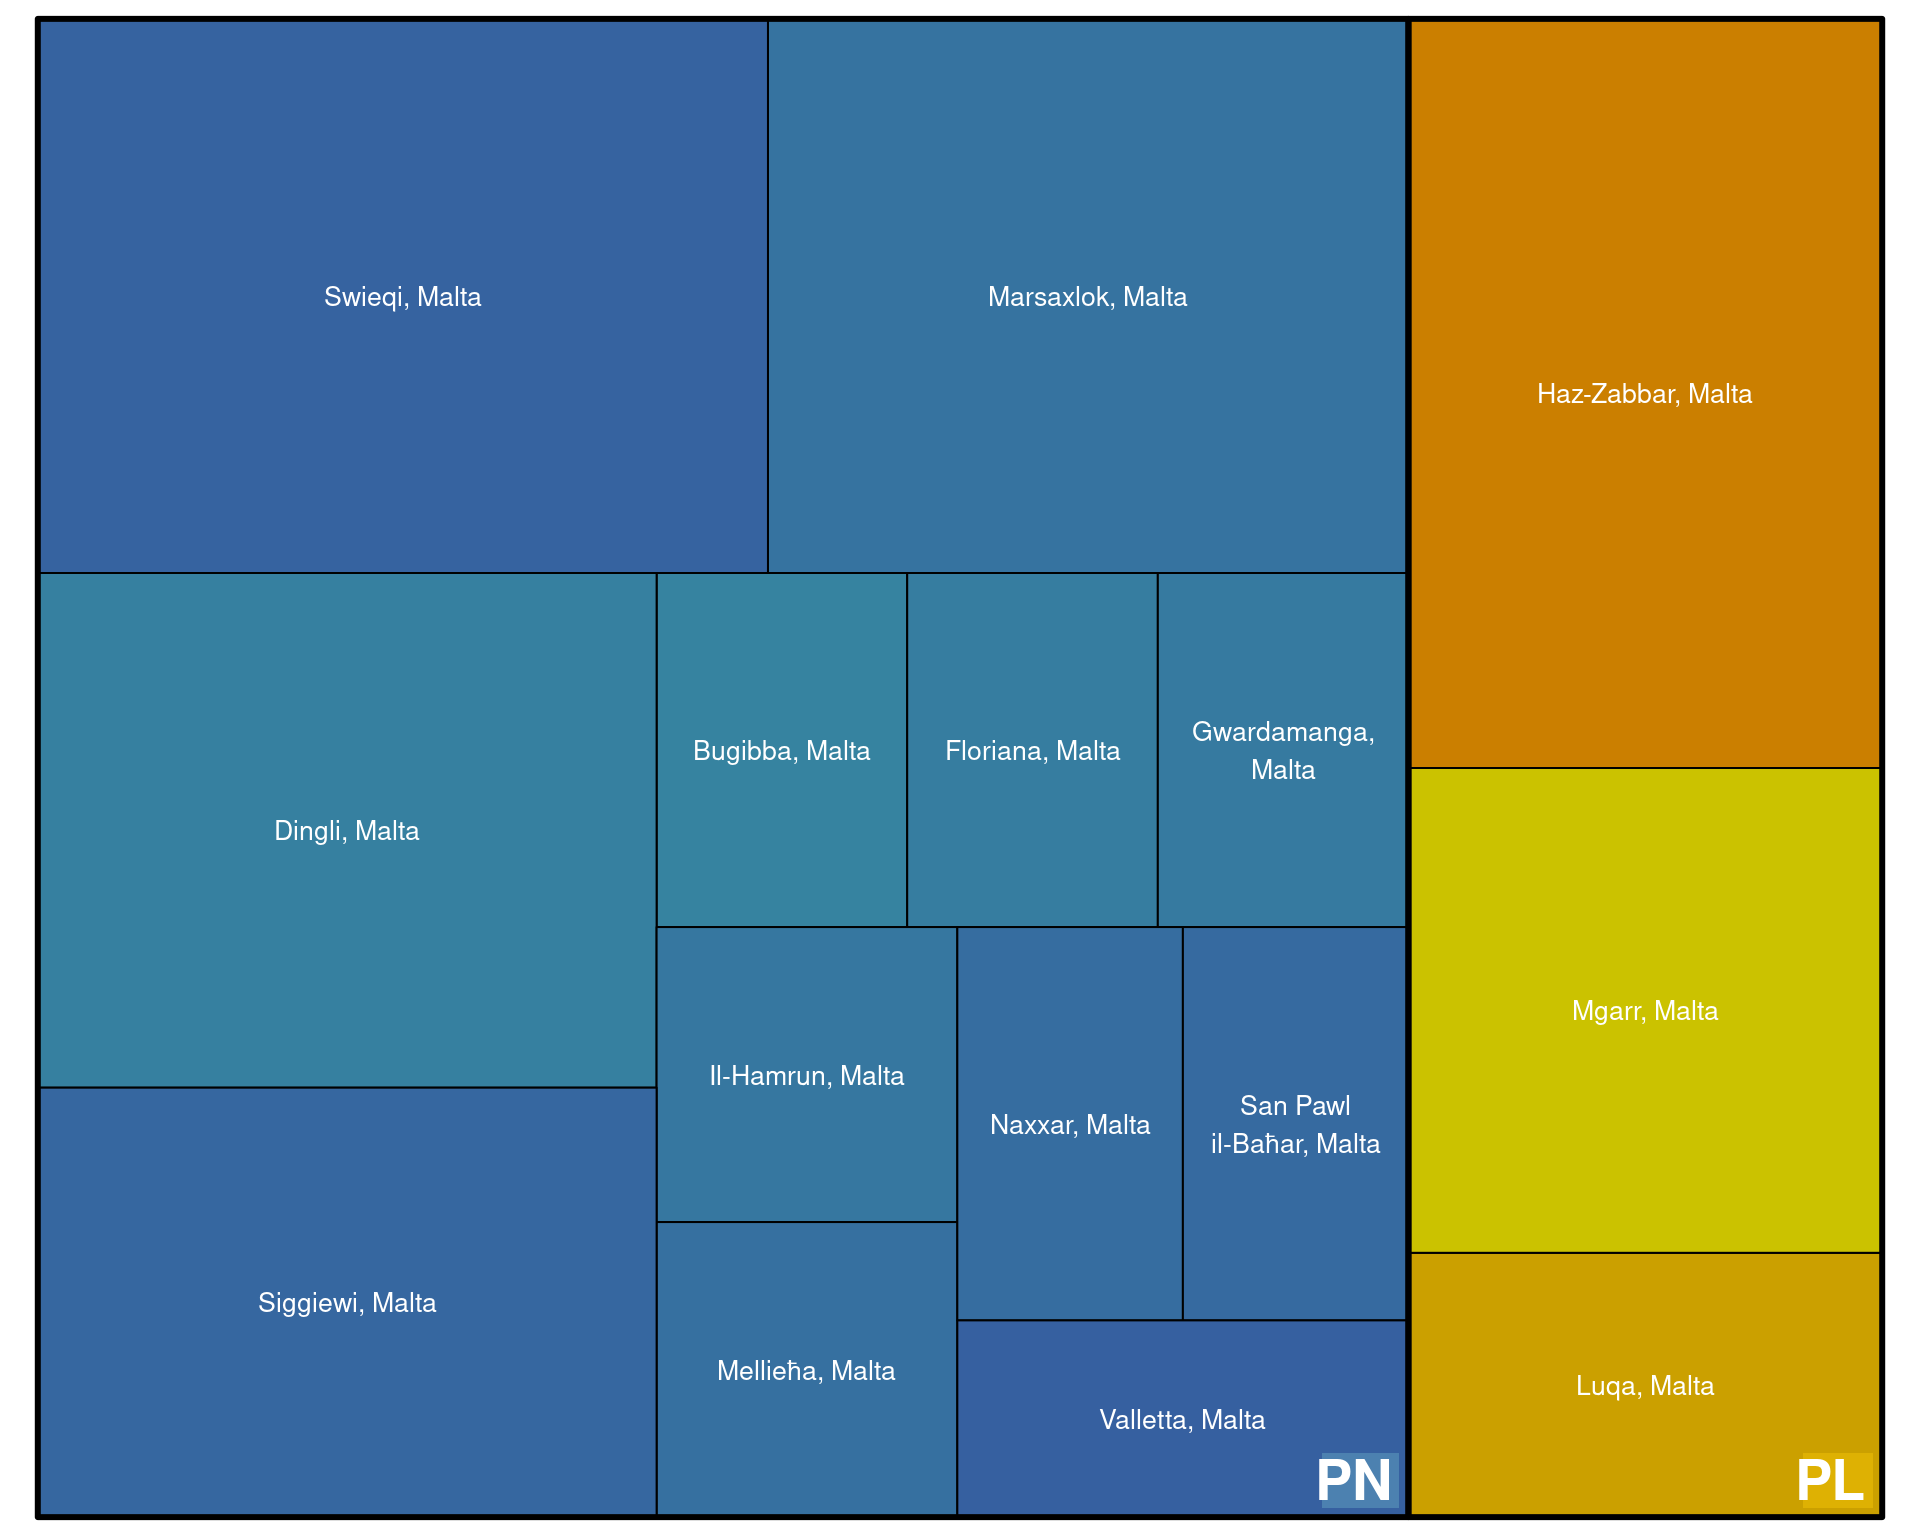 Swieqi, Malta
Marsaxlok, Malta
Haz-Zabbar, Malta
Dingli, Malta
Bugibba, Malta
Floriana, Malta
Gwardamanga,
Malta
Il-Hamrun, Malta
Naxxar, Malta
San Pawl
il-Baħar, Malta
Mgarr, Malta
Siggiewi, Malta
Mellieħa, Malta
Valletta, Malta
Luqa, Malta
PN
PL